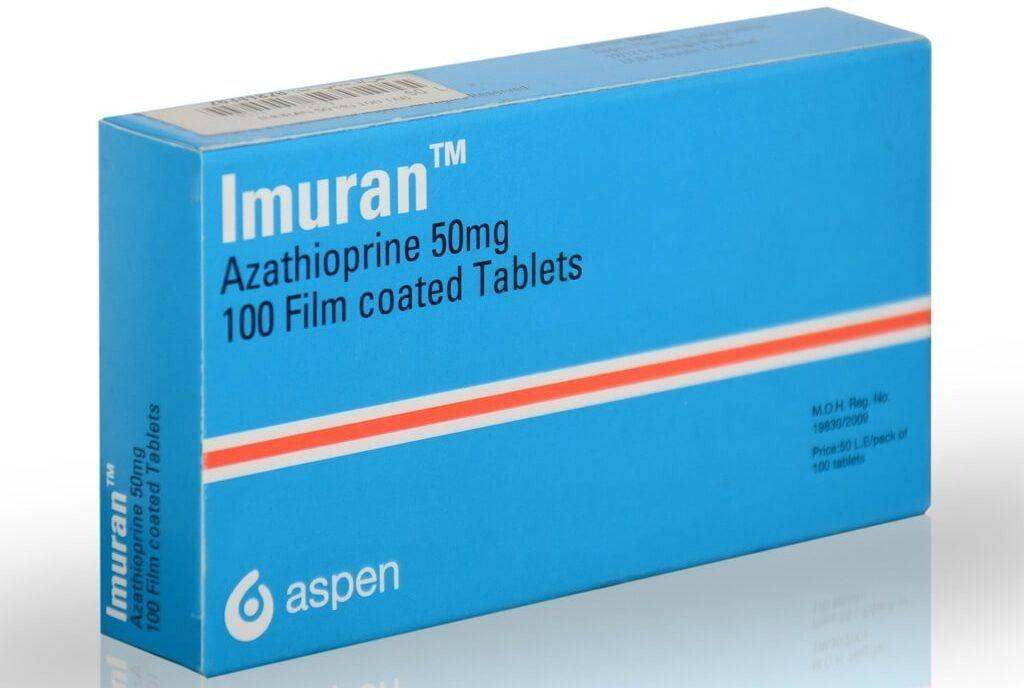 Reserved
Imuran™
Azathioprine 50mg
100 Film coated Tablets
M.O.H. Reg. No:
19830/2009
Price:50 L.E/pack of
100 tablets
aspen
Imuran™
Azathioprine 50mg
100 Film coated Tablets